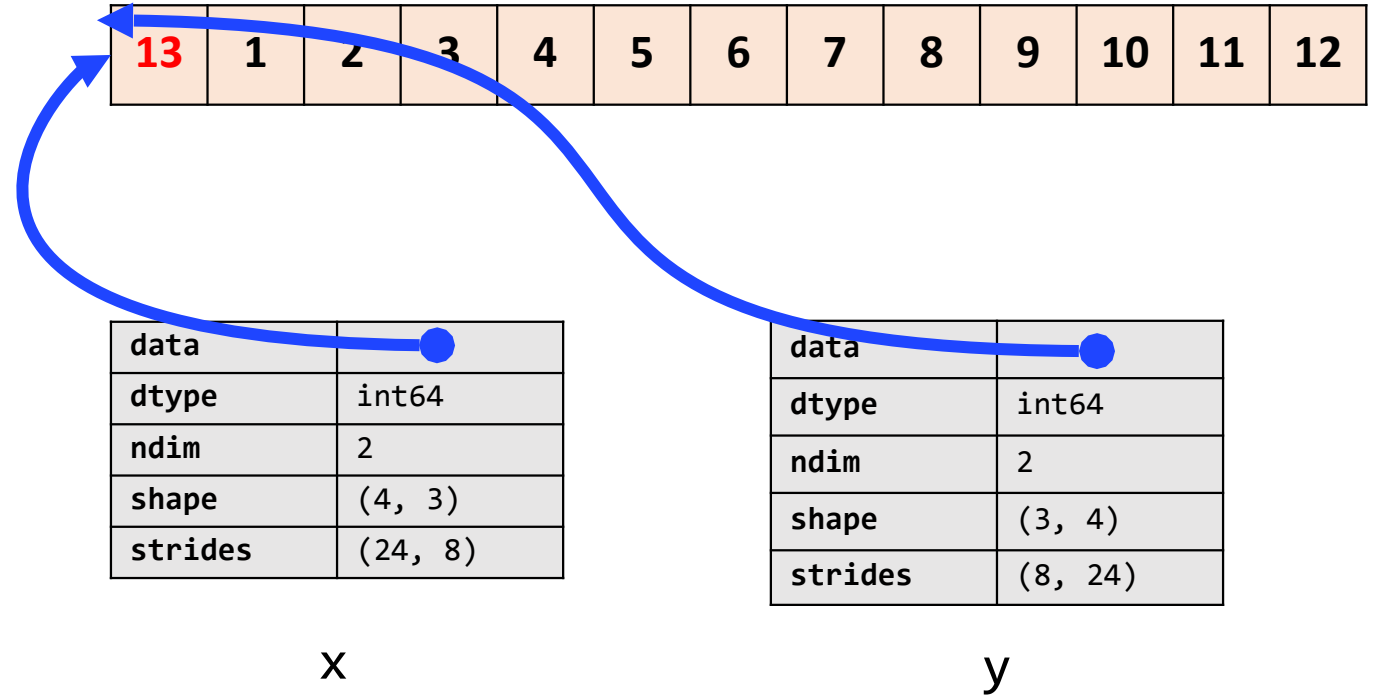 13 1 2 3 4 5 6 7 8 9 10 11 12
data
dtype int64
ndim 2
shape (4, 3)
strides (24, 8)
x
data
dtype int64
ndim 2
shape (3, 4)
strides (8, 24)
y